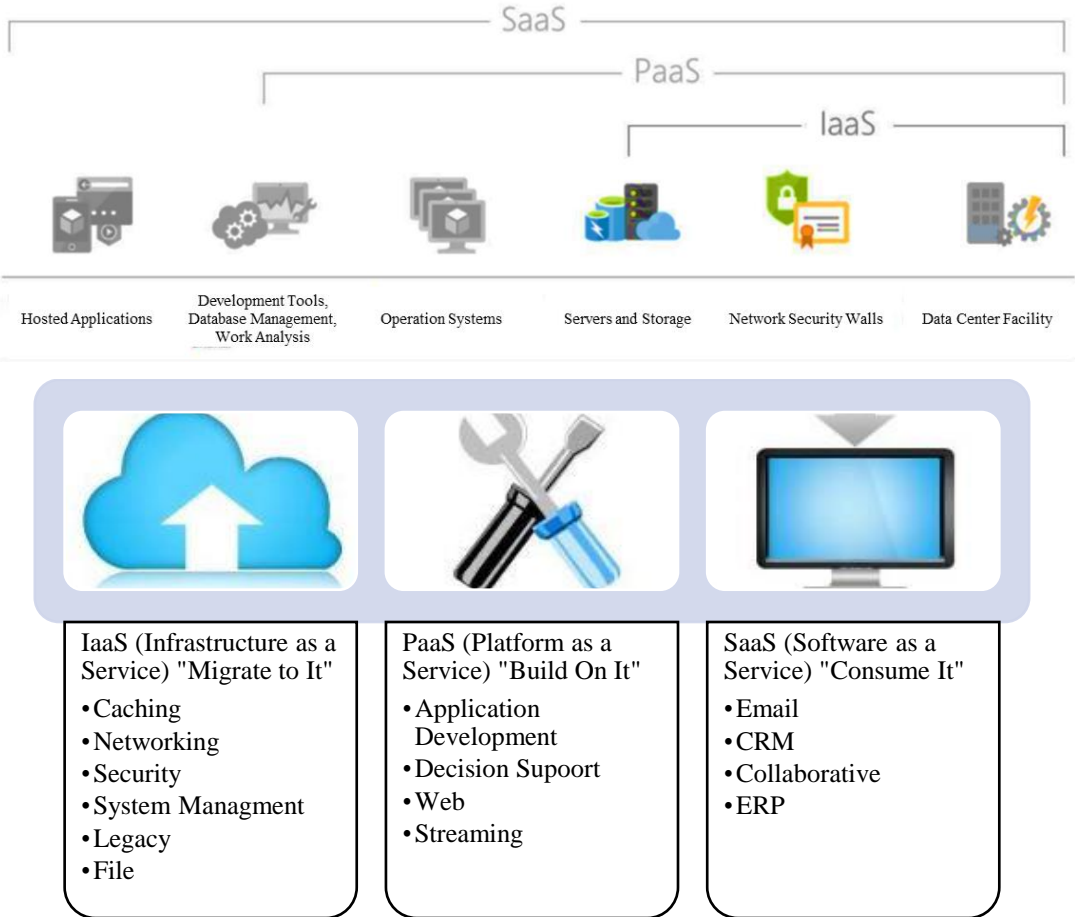 SaaS
PaaS
IaaS
Hosted Applications
Development Tools,
Database Management,
Work Analysis
Operation Systems
Servers and Storage
Network Security Walls
Data Center Facility
IaaS (Infrastructure as a
Service) "Migrate to It"
•Caching
•Networking
•Security
•System Managment
•Legacy
•File
PaaS (Platform as a
Service) "Build On It"
•Application
Development
•Decision Supoort
•Web
•Streaming
SaaS (Software as a
Service) "Consume It"
•Email
•CRM
•Collaborative
•ERP